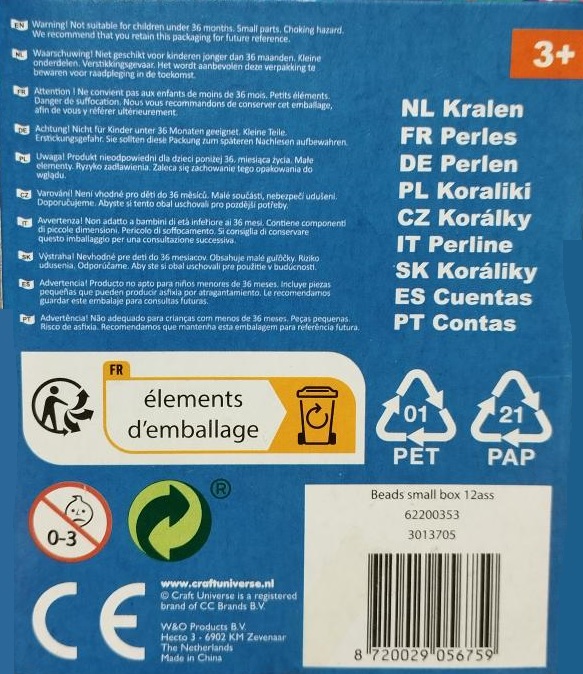 EN Warning! Not suitable for children under 36 months. Small parts. Choking hazard.
We recommend that you retain this packaging for future reference.
NL Waarschuwing! Niet geschikt voor kinderen jonger dan 36 maanden. Kleine
onderdelen. Verstikkingsgevaar. Het wordt aanbevolen deze verpakking te
bewaren voor raadpleging in de toekomst.
FR Attention ! Ne convient pas aux enfants de moins de 36 mois. Petits éléments.
Danger de suffocation. Nous vous recommandons de conserver cet emballage,
afin de vous y référer ultérieurement.
DE Achtung! Nicht für Kinder unter 36 Monaten geeignet. Kleine Teile.
Erstickungsgefahr. Sie sollten diese Packung zum späteren Nachlesen aufbewahren.
PL Uwaga! Produkt nieodpowiedni dla dzieci poniżej 36. miesiąca życia. Małe
elementy. Ryzyko zadławienia. Zaleca się zachowanie tego opakowania do
wglądu.
CZ Varování! Není vhodné pro děti do 36 měsíců. Malé součásti, nebezpečí udušení.
Doporučujeme. Abyste si tento obal uschovali pro pozdější potřeby.
IT Avvertenza! Non adatto a bambini di età inferiore ai 36 mesi. Contiene componenti
di piccole dimensioni. Pericolo di soffocamento. Si consiglia di conservare
questo imballaggio per una consultazione successiva.
SK Výstraha! Nevhodné pre deti do 36 mesiacov. Obsahuje malé guľôčky. Riziko
udusenia. Odporúčame. Aby ste si obal uschovali pre použitie v budúcnosti.
ES Advertencia! Producto no apto para niños menores de 36 meses. Incluye piezas
pequeñas que pueden producir asfixia por atragantamiento. Le recomendamos
guardar este embalaje para consultas futuras.
PT Advertência! Não adequado para crianças com menos de 36 meses. Peças pequenas.
Risco de asfixia. Recomendamos que mantenha esta embalagem para referência futura.
3+
NL Kralen
FR Perles
DE Perlen
PL Koraliki
CZ Korálky
IT Perline
SK Koráliky
ES Cuentas
PT Contas
FR
élements
d'emballage
01
PET
21
PAP
0-3
®
Beads small box 12ass
62200353
3013705
8 720029 056759
CE
www.craftuniverse.nl
© Craft Universe is a registered
brand of CC Brands B.V.
W&O Products B.V.
Hecto 3 - 6902 KM Zevenaar
The Netherlands
Made in China